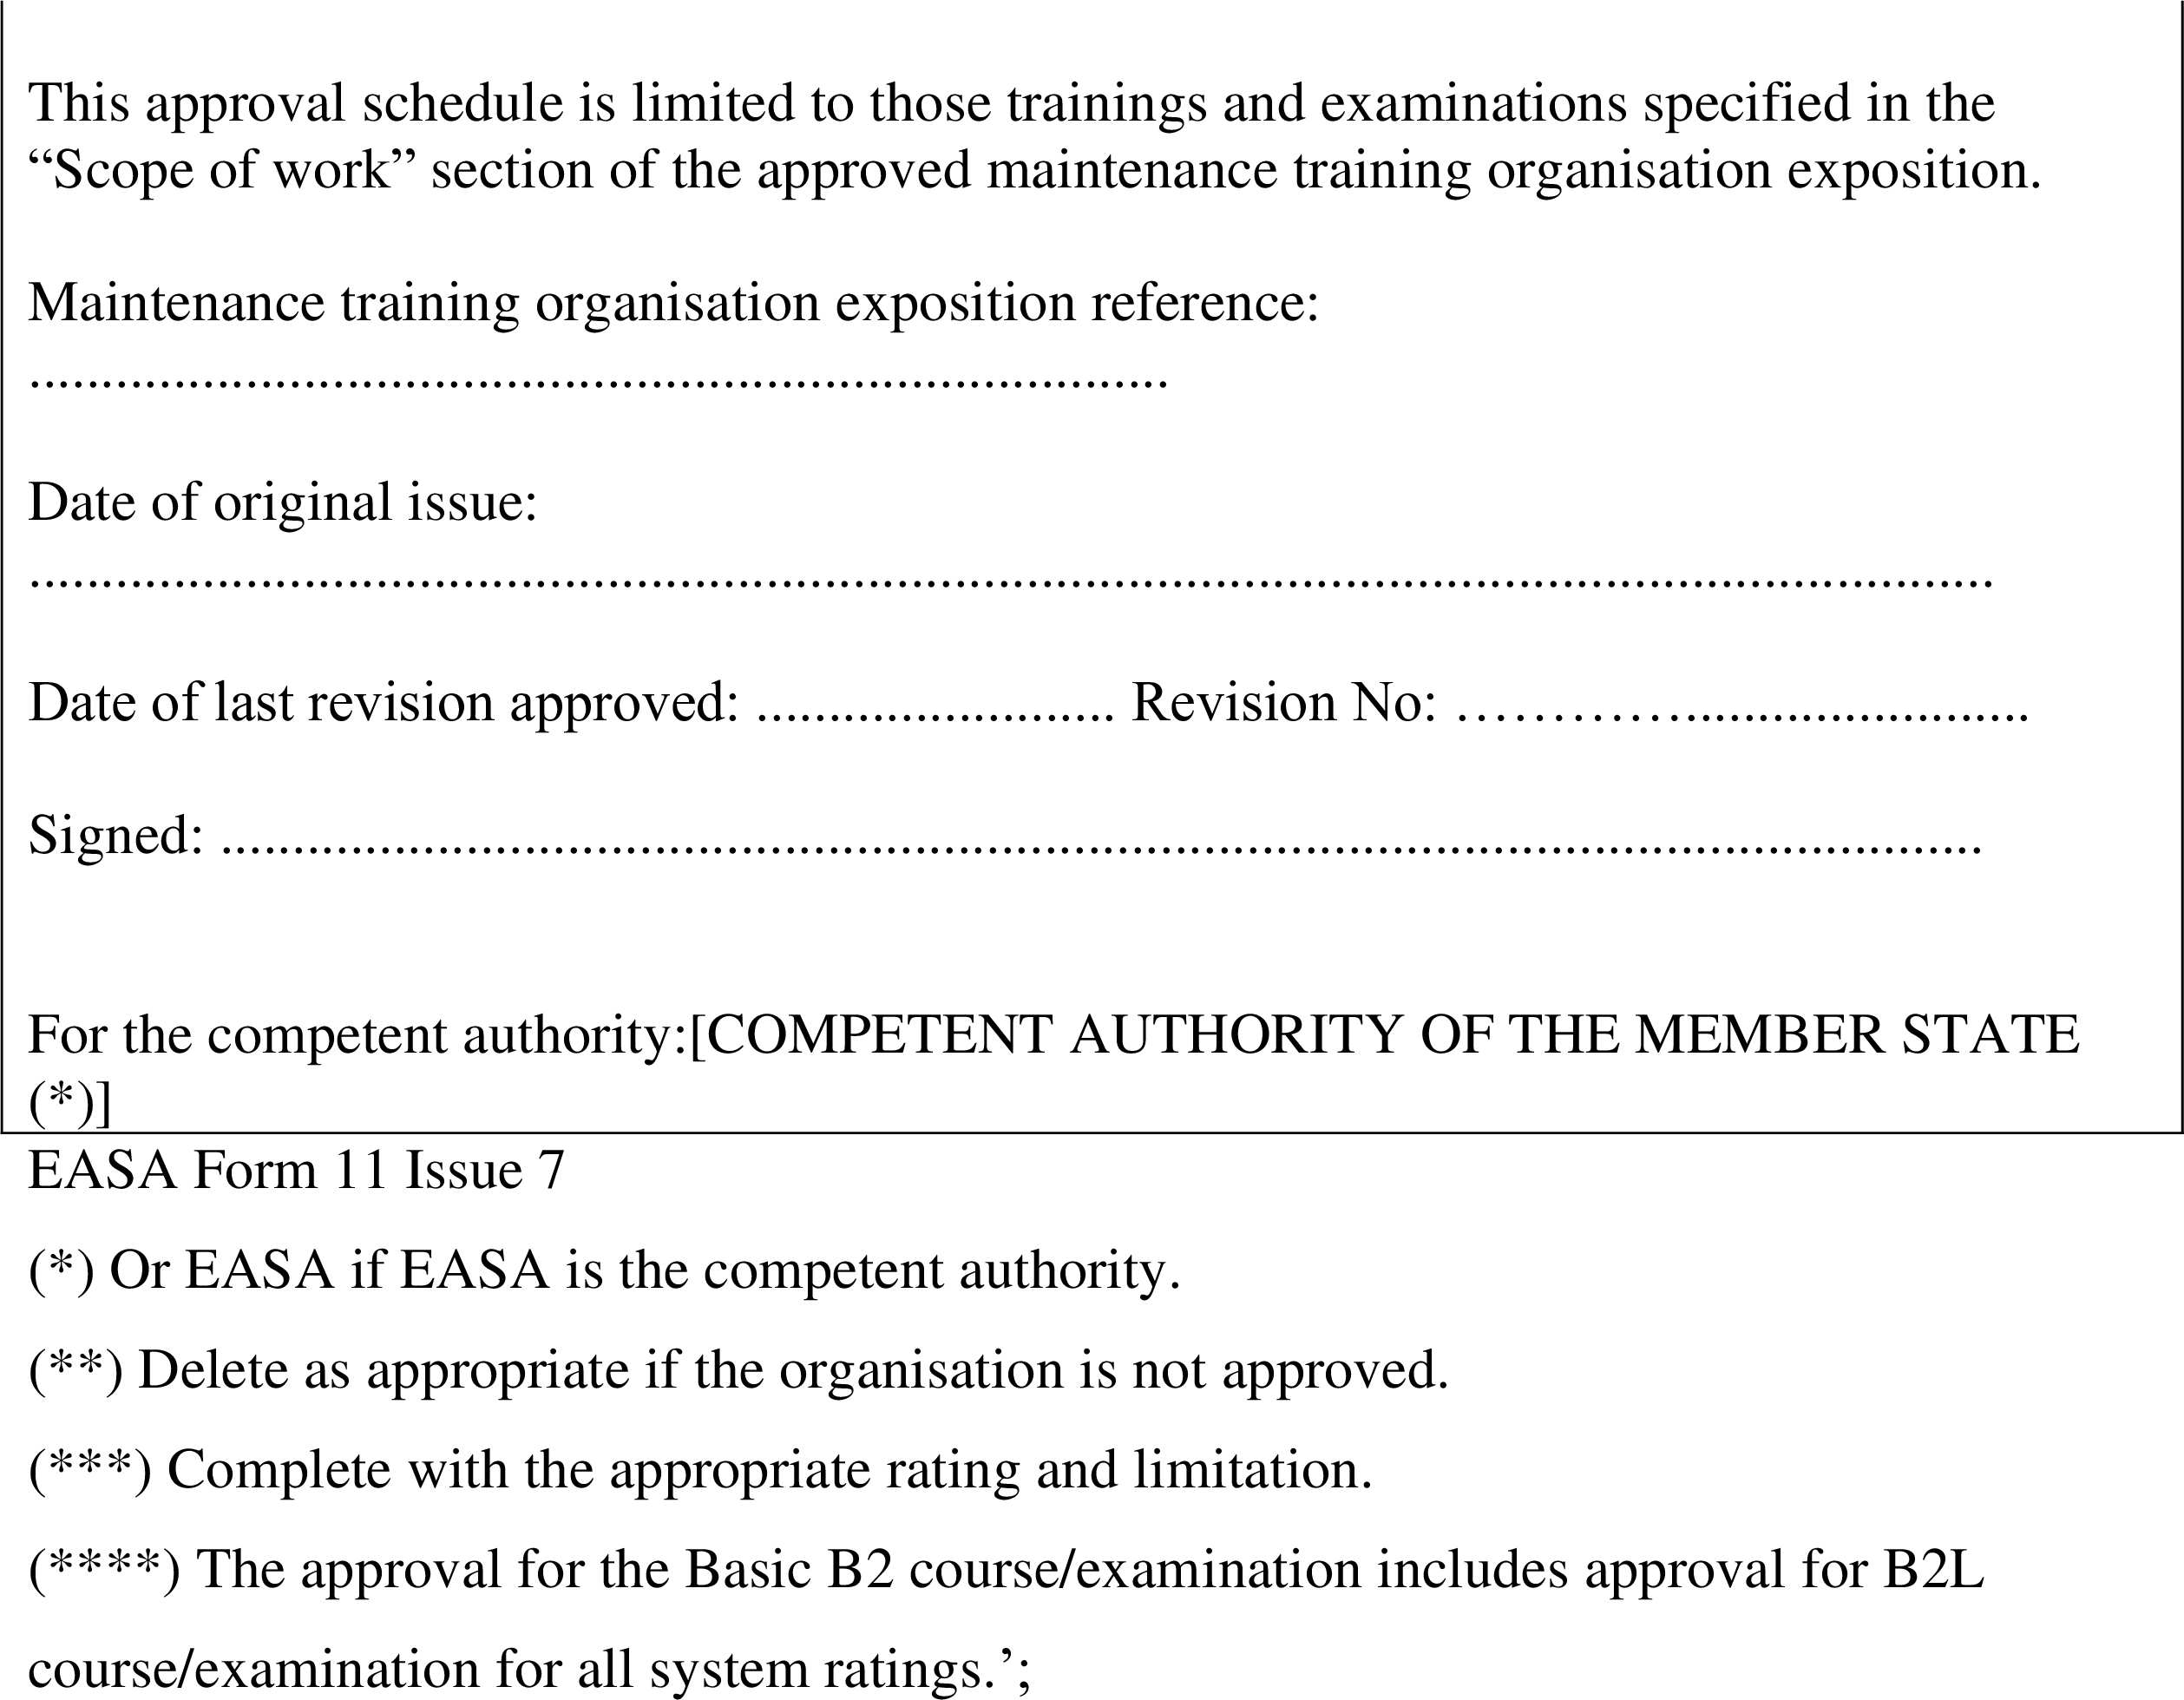 This approval schedule is limited to those trainings and examinations specified in the
“Scope of work” section of the approved maintenance training organisation exposition.
Maintenance training organisation exposition reference:
...............................................................................
Date of original issue:
........................................................................................................................................
Date of last revision approved: ......................... Revision No: ………………........................
Signed: ..........................................................................................................................
For the competent authority:[COMPETENT AUTHORITY OF THE MEMBER STATE
(*)]
EASA Form 11 Issue 7
(*) Or EASA if EASA is the competent authority.
(**) Delete as appropriate if the organisation is not approved.
(***) Complete with the appropriate rating and limitation.
(****) The approval for the Basic B2 course/examination includes approval for B2L
course/examination for all system ratings.’;